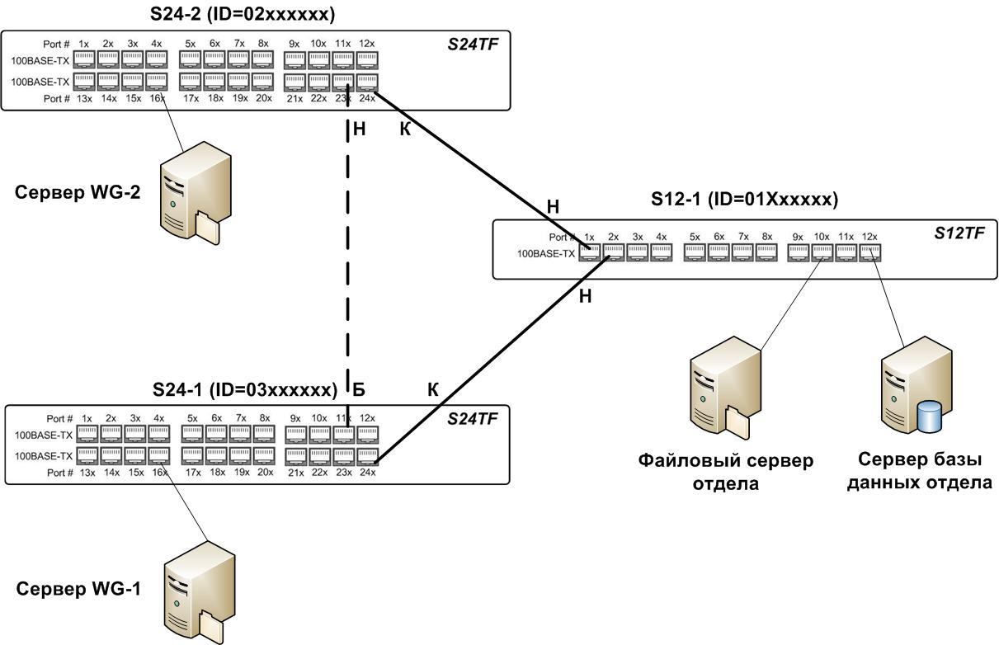 S24-2 (ID=02xxxxxx)
Port # 1x 2x 3x 4x 5x 6x 7x 8x 9x 10x 11x 12x
S24TF
100BASE-TX
100BASE-TX
Port # 13x 14x 15x 16x 17x 18x 19x 20x 21x 22x 23x 24x
Н К
Сервер WG-2
Н
S12-1 (ID=01Xxxxxx)
Port # 1x 2x 3x 4x 5x 6x 7x 8x 9x 10x 11x 12x
S12TF
100BASE-TX
Н
S24-1 (ID=03xxxxxx) Б К
Port # 1x 2x 3x 4x 5x 6x 7x 8x 9x 10x 11x 12x
S24TF
100BASE-TX
100BASE-TX
Port # 13x 14x 15x 16x 17x 18x 19x 20x 21x 22x 23x 24x
Файловый сервер
отдела
Сервер базы
данных отдела
Сервер WG-1